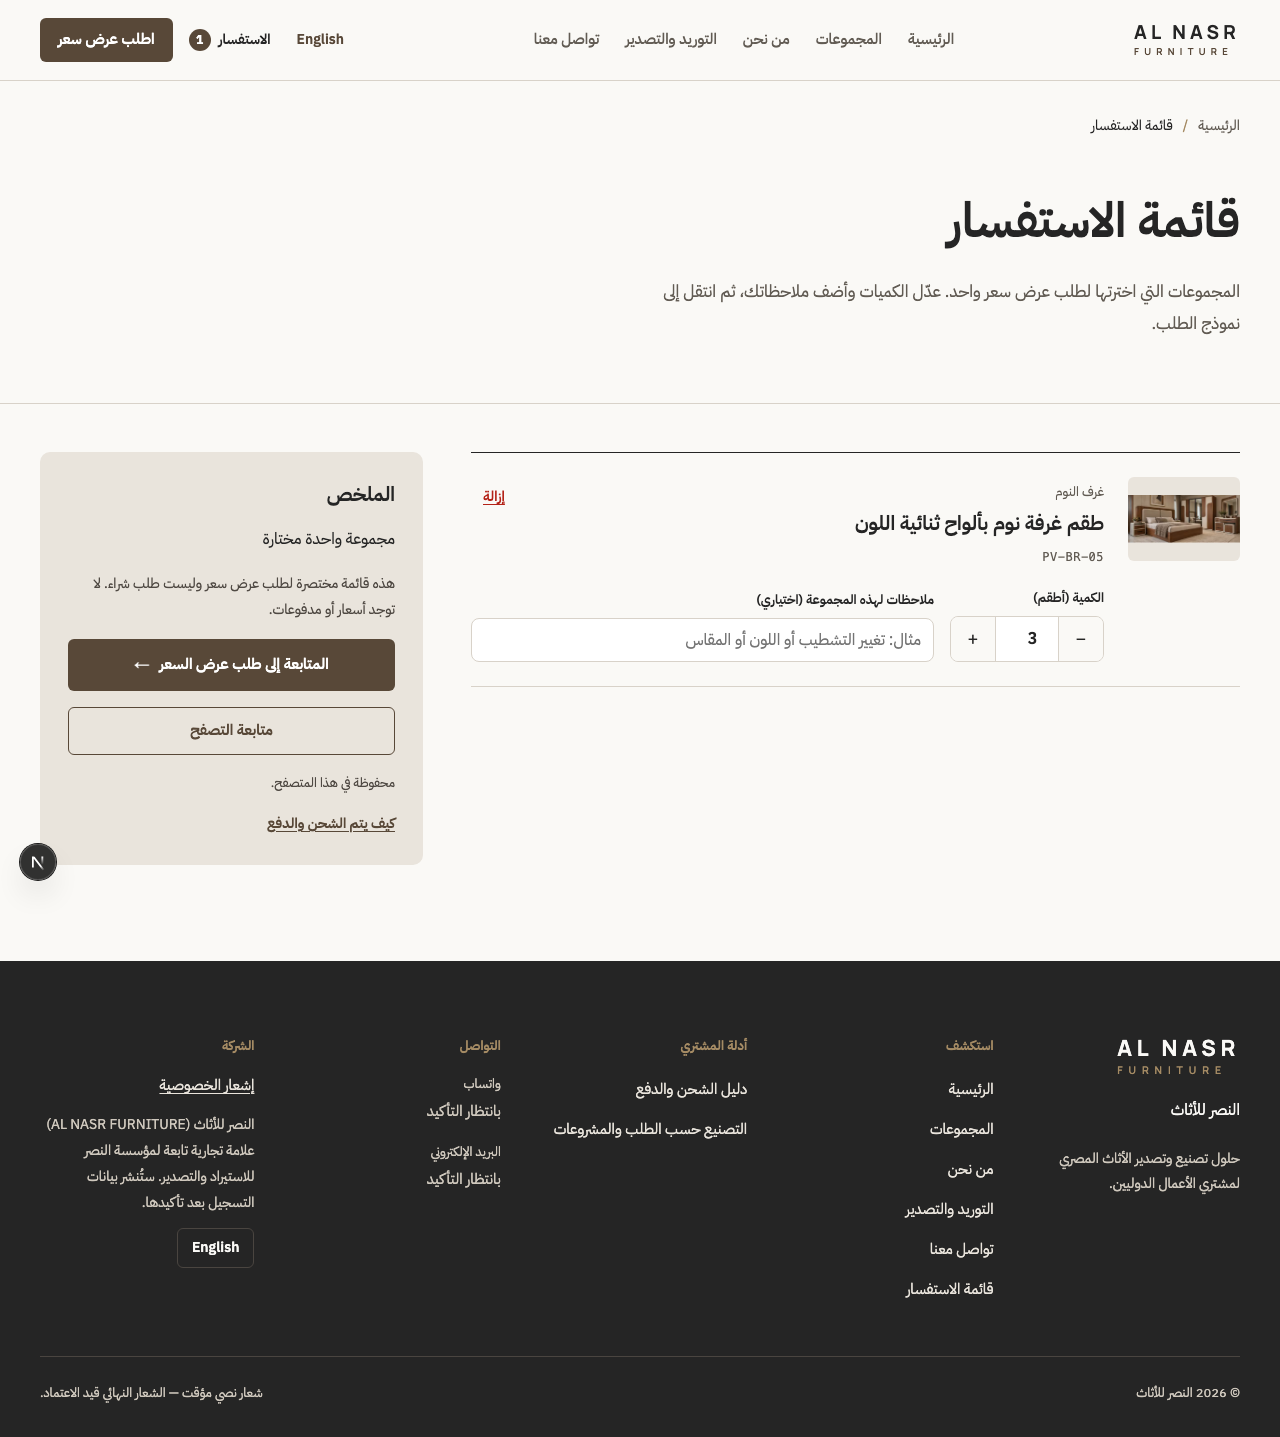 AL NASR
FURNITURE
الرئيسية
المجموعات
من نحن
التوريد والتصدير
تواصل معنا
English
الاستفسار 1
اطلب عرض سعر
الرئيسية / قائمة الاستفسار
قائمة الاستفسار
المجموعات التي اخترتها لطلب عرض سعر واحد. عدّل الكميات وأضف ملاحظاتك، ثم انتقل إلى
نموذج الطلب.
غرف النوم
إزالة
طقم غرفة نوم بألواح ثنائية اللون
PV-BR-05
الكمية (أطقم)
− 3 +
ملاحظات لهذه المجموعة (اختياري)
مثال: تغيير التشطيب أو اللون أو المقاس
الملخص
مجموعة واحدة مختارة
هذه قائمة مختصرة لطلب عرض سعر وليست طلب شراء. لا
توجد أسعار أو مدفوعات.
المتابعة إلى طلب عرض السعر ←
متابعة التصفح
محفوظة في هذا المتصفح.
كيف يتم الشحن والدفع
N
AL NASR
FURNITURE
النصر للأثاث
حلول تصنيع وتصدير الأثاث المصري
لمشتري الأعمال الدوليين.
استكشف
الرئيسية
المجموعات
من نحن
التوريد والتصدير
تواصل معنا
قائمة الاستفسار
أدلة المشتري
دليل الشحن والدفع
التصنيع حسب الطلب والمشروعات
التواصل
واتساب
بانتظار التأكيد
البريد الإلكتروني
بانتظار التأكيد
الشركة
إشعار الخصوصية
النصر للأثاث (AL NASR FURNITURE)
علامة تجارية تابعة لمؤسسة النصر
للاستيراد والتصدير. ستُنشر بيانات
التسجيل بعد تأكيدها.
English
© 2026 النصر للأثاث
شعار نصي مؤقت — الشعار النهائي قيد الاعتماد.